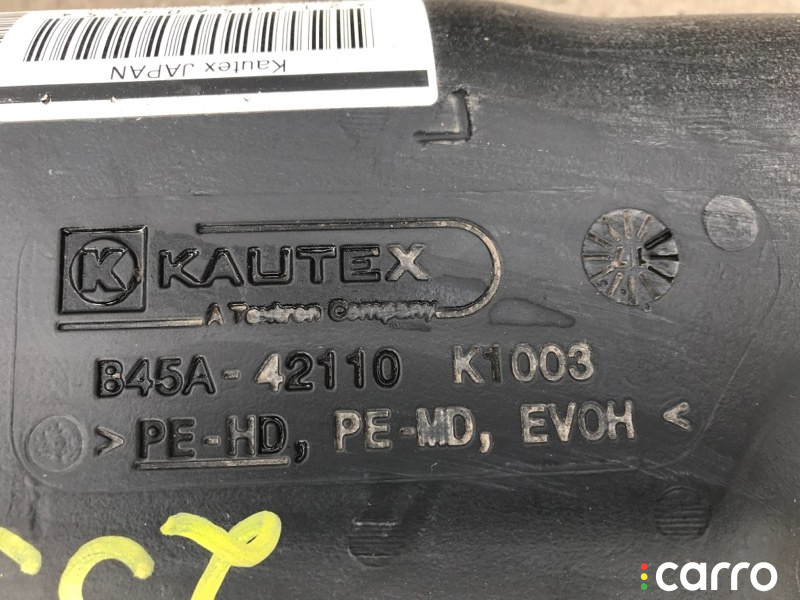 Kautex JAPAN
K KAUTEX
A Textron Company
B45A-42110 K1003
>PE-HD, PE-MD, EVOH<
carro